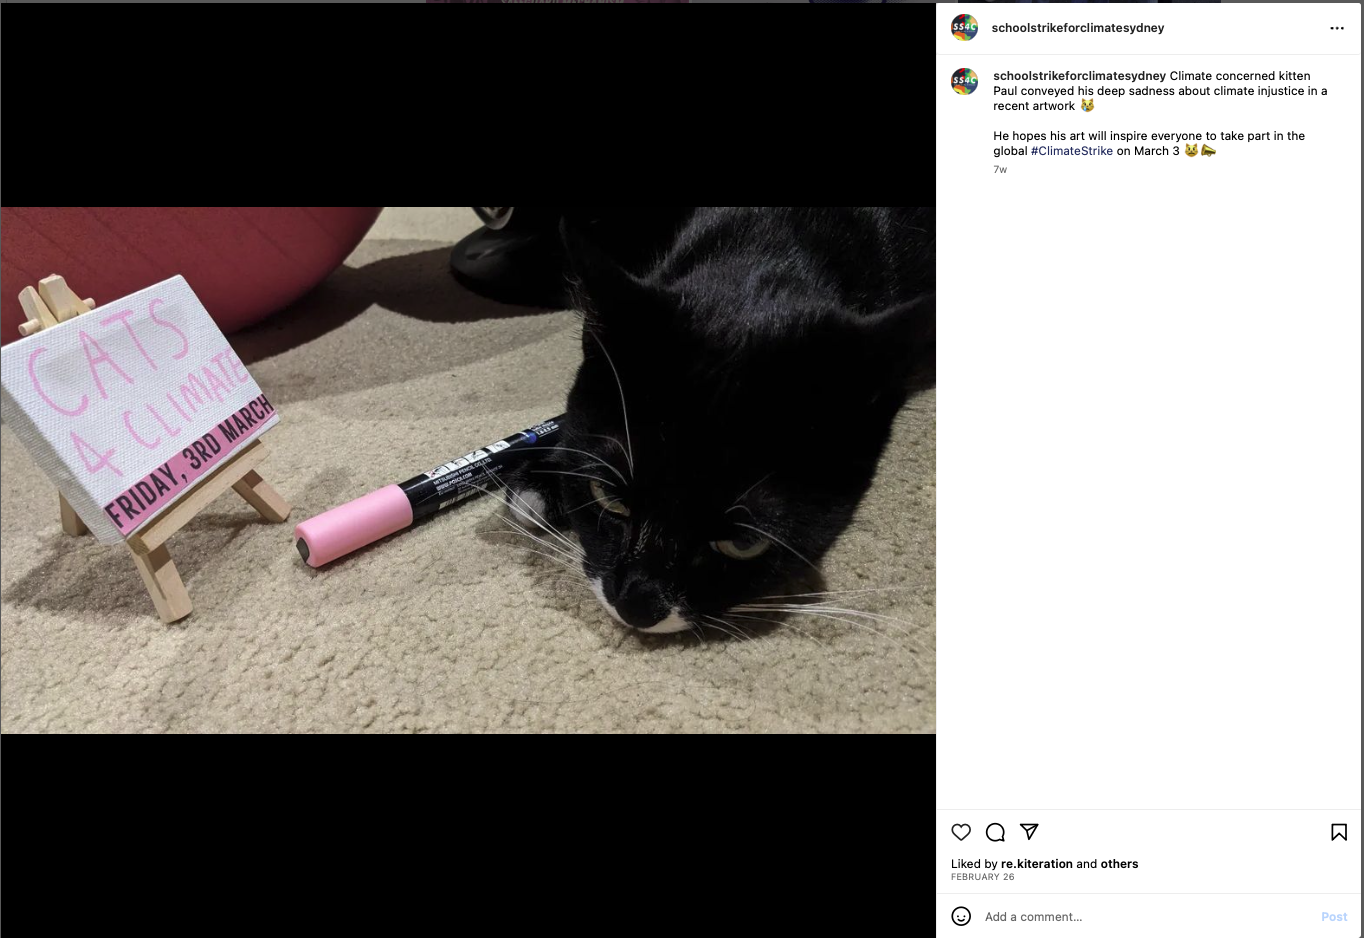 SS4C
schoolstrikeforclimatesydney
SS4C
schoolstrikeforclimatesydney Climate concerned kitten
Paul conveyed his deep sadness about climate injustice in a
recent artwork 😿
He hopes his art will inspire everyone to take part in the
global #ClimateStrike on March 3 😾📣
7w
CATS
4 CLIMATE
FRIDAY, 3RD MARCH
MITSUBISHI PENCIL CO., LTD.
Liked by re.kiteration and others
FEBRUARY 26
Add a comment...
Post